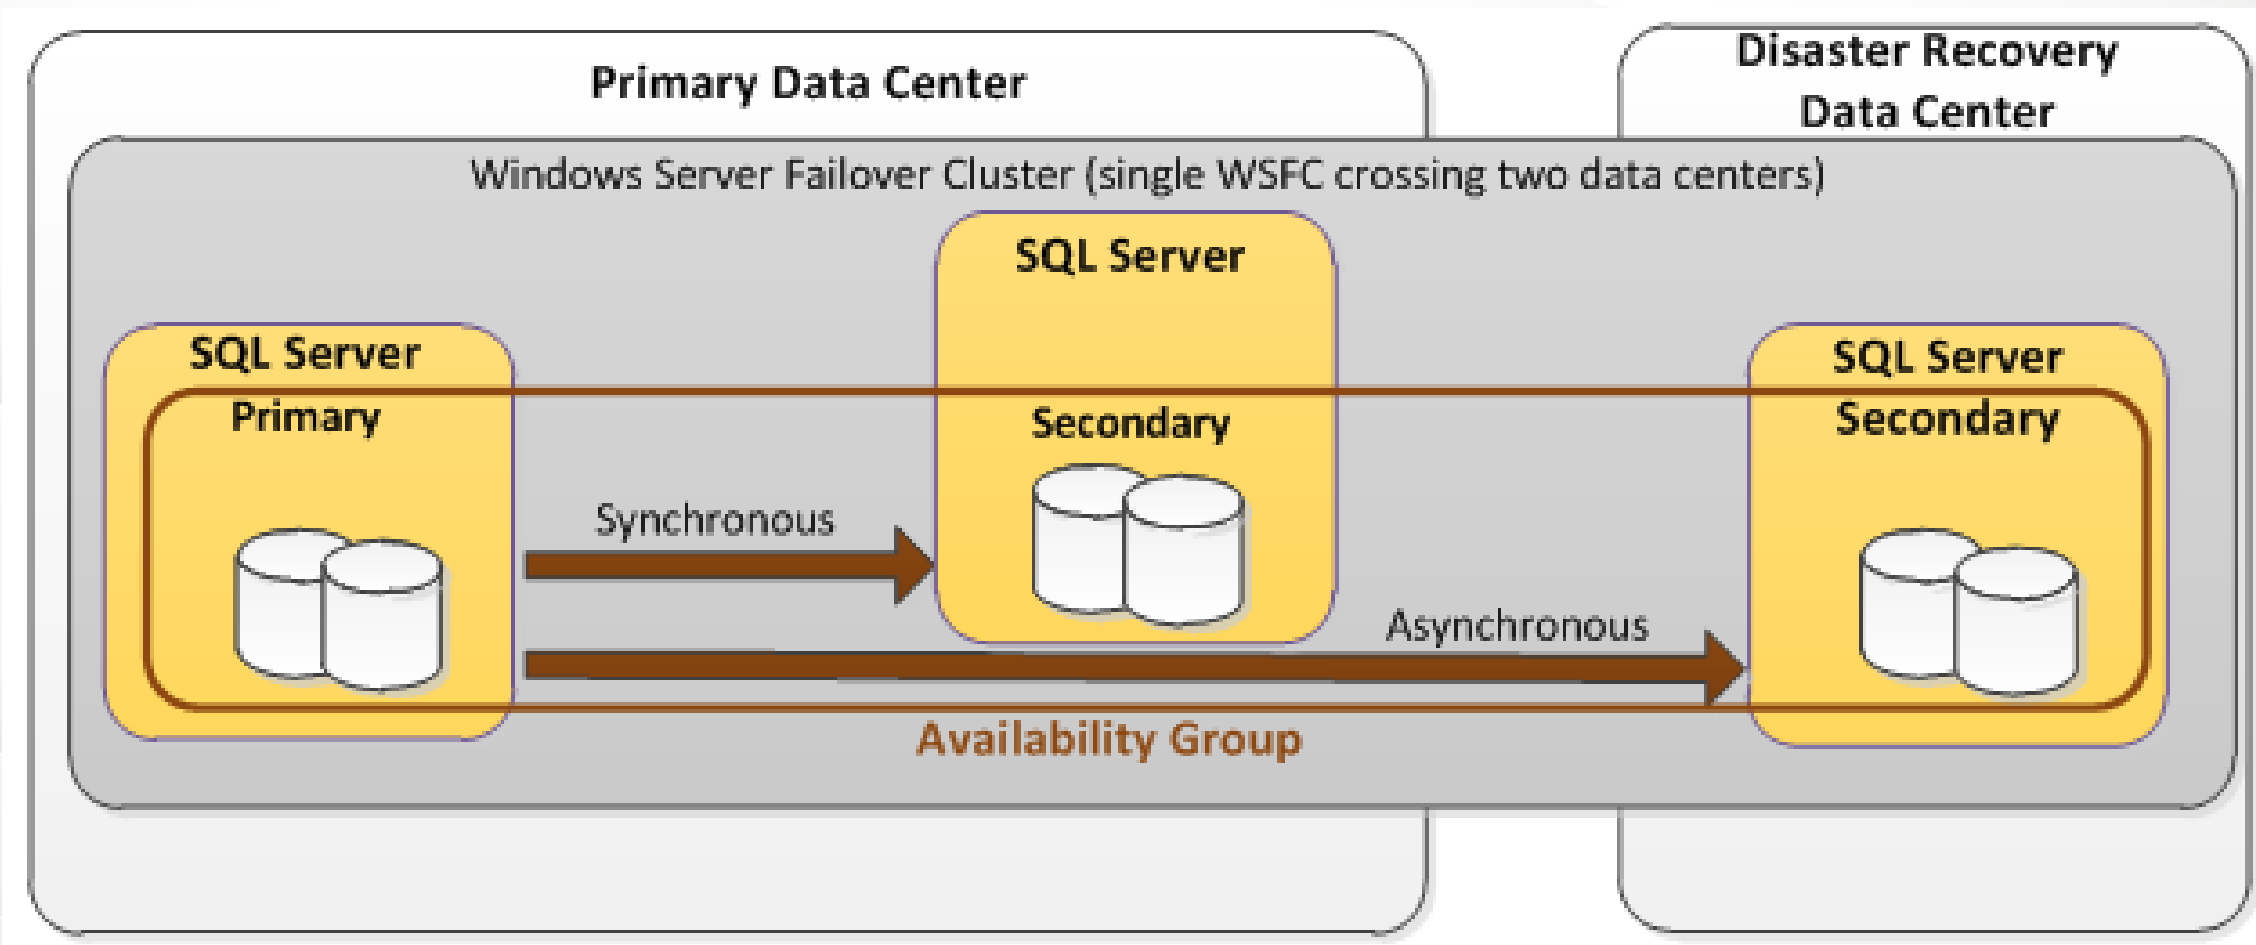 Primary Data Center
Disaster Recovery
Data Center
Windows Server Failover Cluster (single WSFC crossing two data centers)
SQL Server
Primary
Synchronous
SQL Server
Secondary
Asynchronous
SQL Server
Secondary
Availability Group